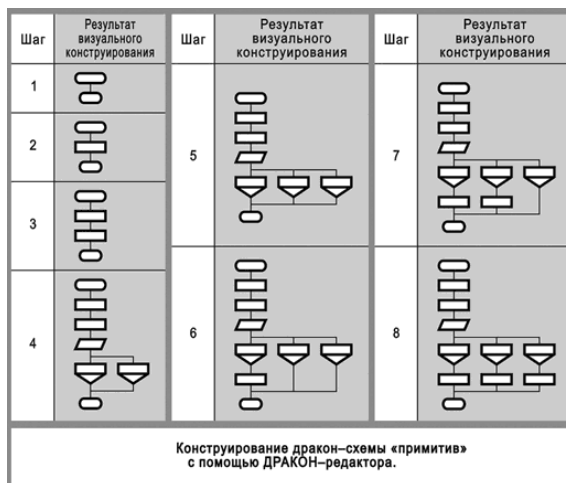 Шаг
Результат
визуального
конструирования
1
2
3
4
Шаг
Результат
визуального
конструирования
5
6
Шаг
Результат
визуального
конструирования
7
8
Конструирование дракон–схемы «примитив»
с помощью ДРАКОН–редактора.